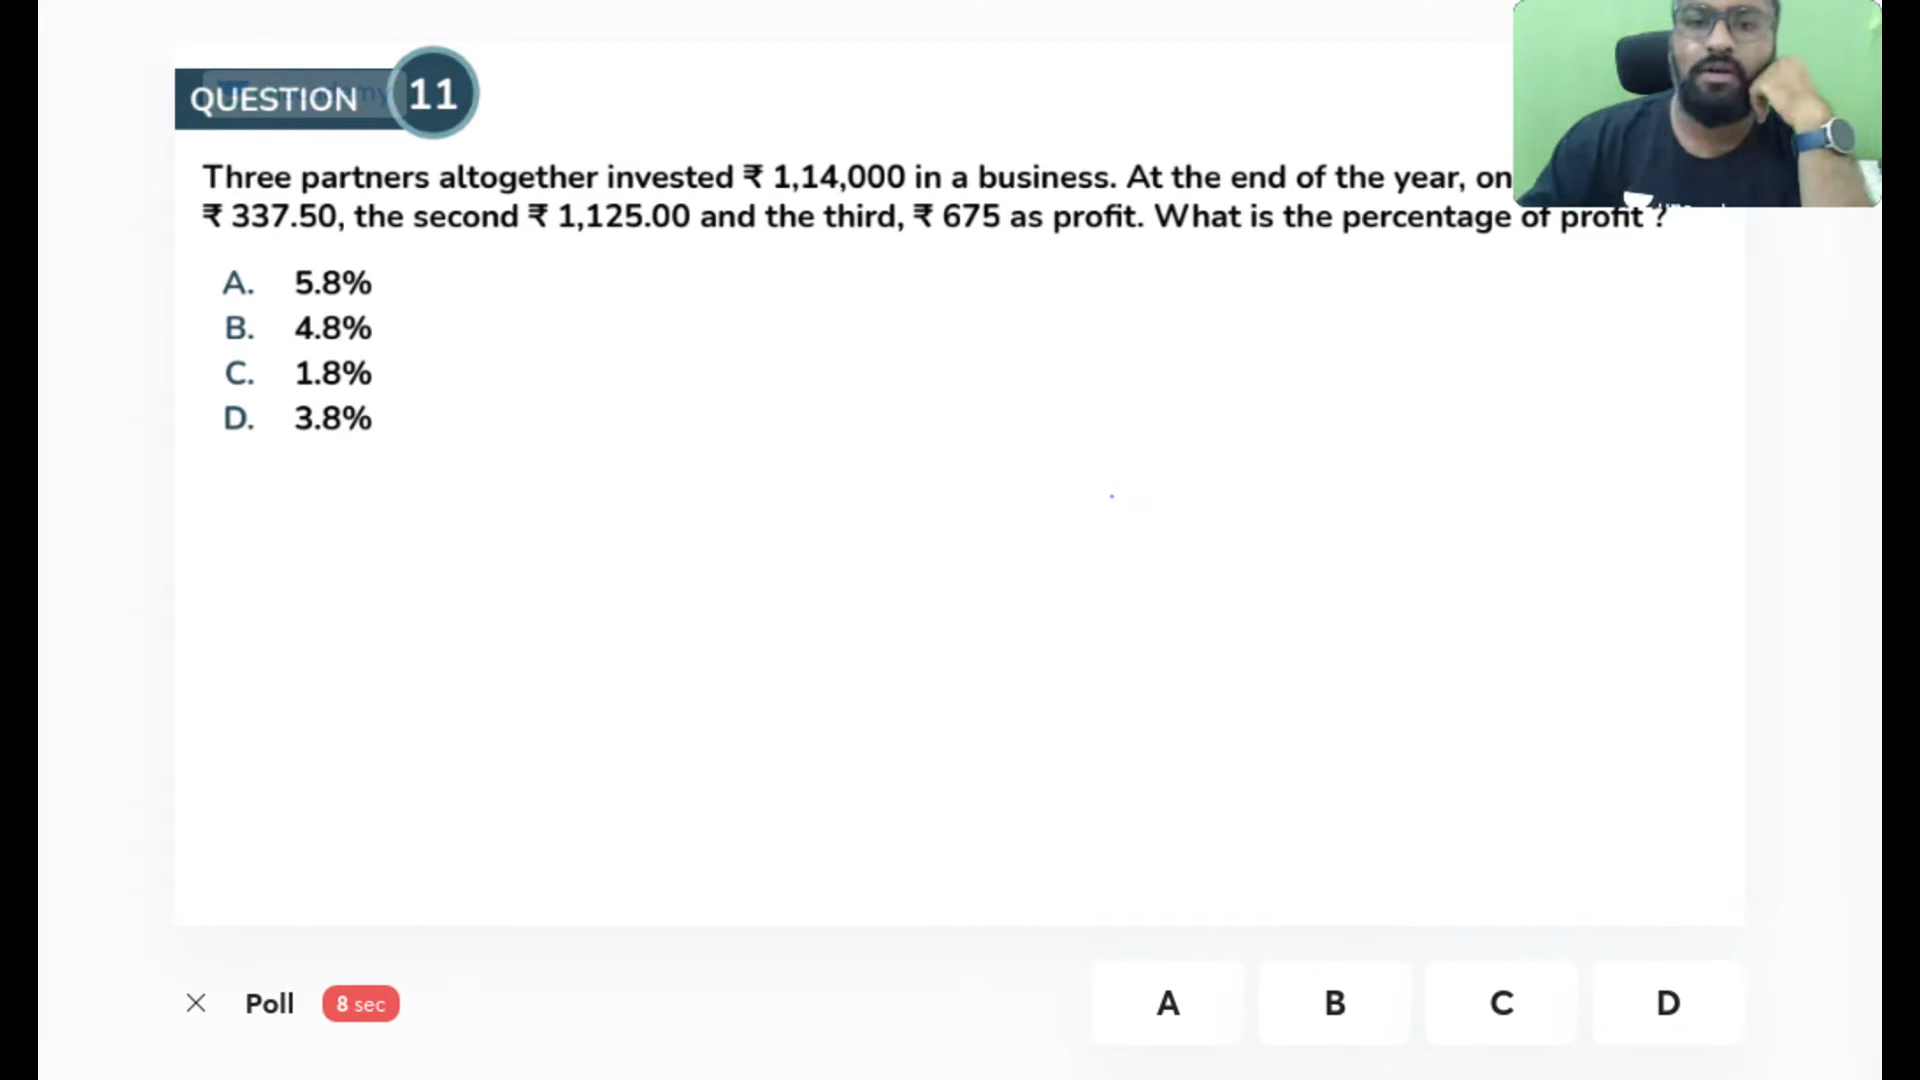 QUESTION 11
Three partners altogether invested ₹ 1,14,000 in a business. At the end of the year, on
₹ 337.50, the second ₹ 1,125.00 and the third, ₹ 675 as profit. What is the percentage of profit ?
A. 5.8%
B. 4.8%
C. 1.8%
D. 3.8%
× Poll 8 sec A B C D